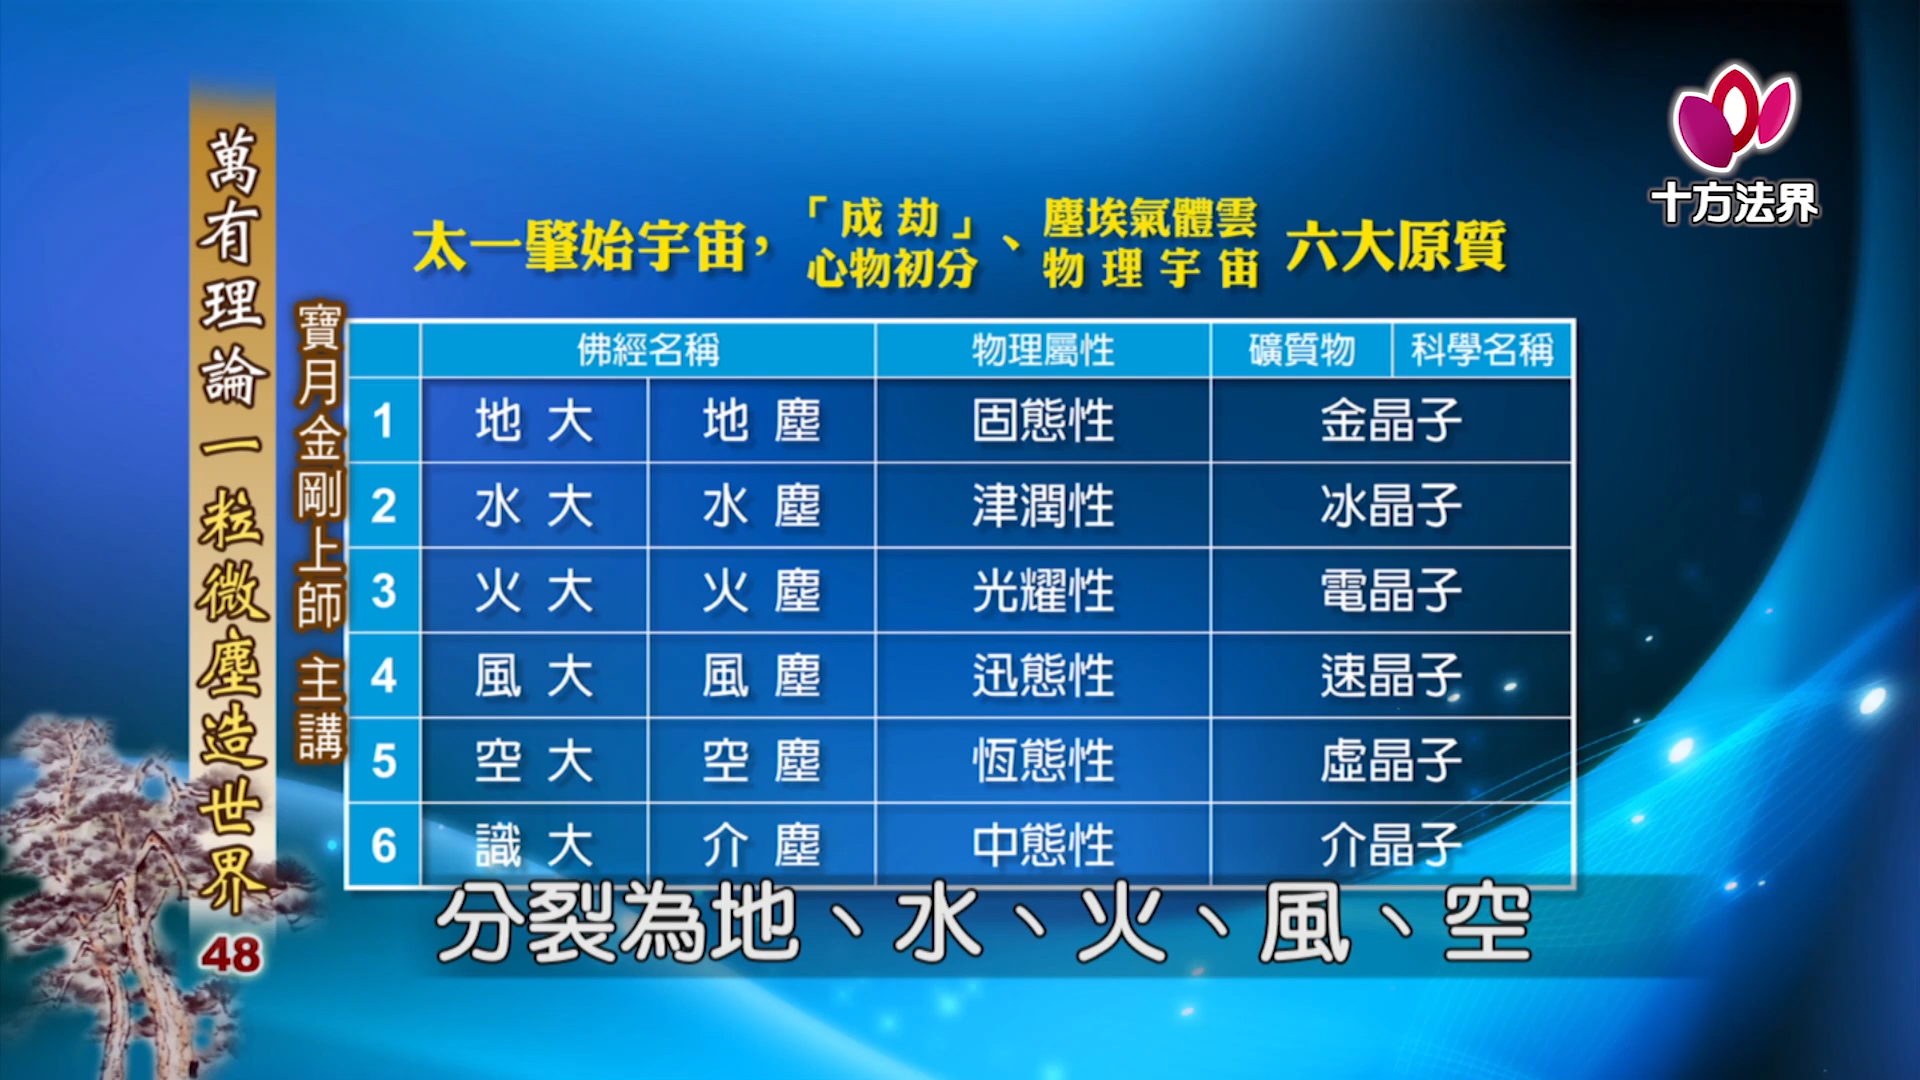 十方法界
萬有理論一粒微塵造世界
48
寶月金剛上師 主講
太一肇始宇宙，「成劫」心物初分、塵埃氣體雲物理宇宙 六大原質
佛經名稱 物理屬性 礦質物 科學名稱
1 地大 地塵 固態性 金晶子
2 水大 水塵 津潤性 冰晶子
3 火大 火塵 光耀性 電晶子
4 風大 風塵 迅態性 速晶子
5 空大 空塵 恆態性 虛晶子
6 識大 介塵 中態性 介晶子
分裂為地、水、火、風、空